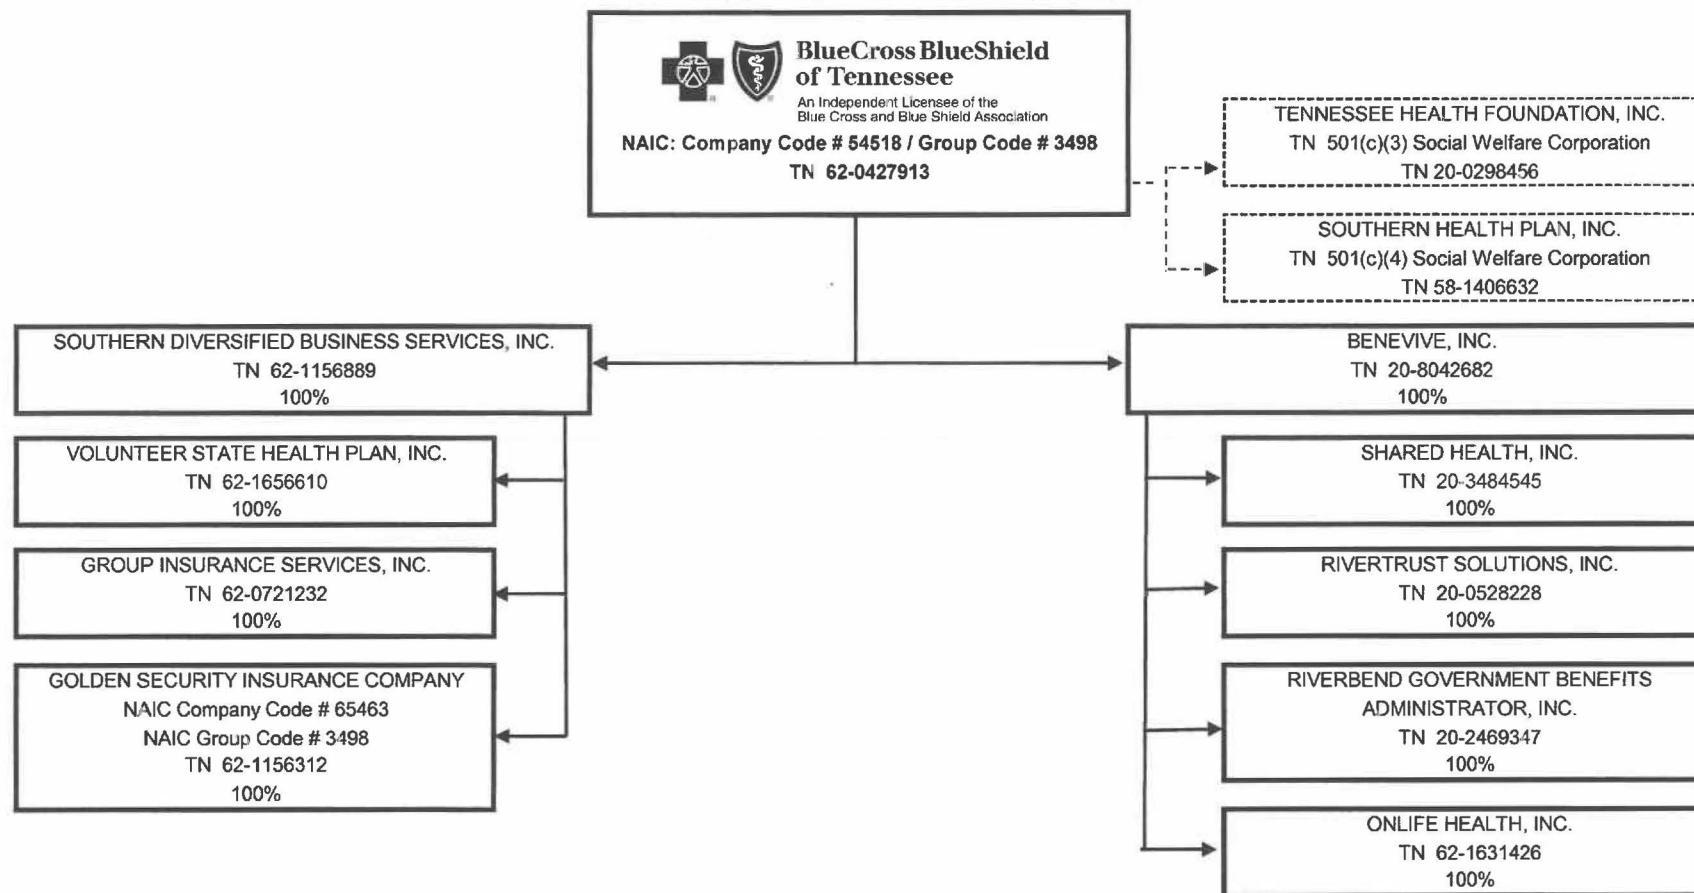 BlueCross BlueShield
of Tennessee
An Independent Licensee of the
Blue Cross and Blue Shield Association
NAIC: Company Code # 54518 / Group Code # 3498
TN 62-0427913
TENNESSEE HEALTH FOUNDATION, INC.
TN 501(c)(3) Social Welfare Corporation
TN 20-0298456
SOUTHERN HEALTH PLAN, INC.
TN 501(c)(4) Social Welfare Corporation
TN 58-1406632
SOUTHERN DIVERSIFIED BUSINESS SERVICES, INC.
TN 62-1156889
100%
BENEVIVE, INC.
TN 20-8042682
100%
VOLUNTEER STATE HEALTH PLAN, INC.
TN 62-1656610
100%
GROUP INSURANCE SERVICES, INC.
TN 62-0721232
100%
GOLDEN SECURITY INSURANCE COMPANY
NAIC Company Code # 65463
NAIC Group Code # 3498
TN 62-1156312
100%
SHARED HEALTH, INC.
TN 20-3484545
100%
RIVERTRUST SOLUTIONS, INC.
TN 20-0528228
100%
RIVERBEND GOVERNMENT BENEFITS
ADMINISTRATOR, INC.
TN 20-2469347
100%
ONLIFE HEALTH, INC.
TN 62-1631426
100%